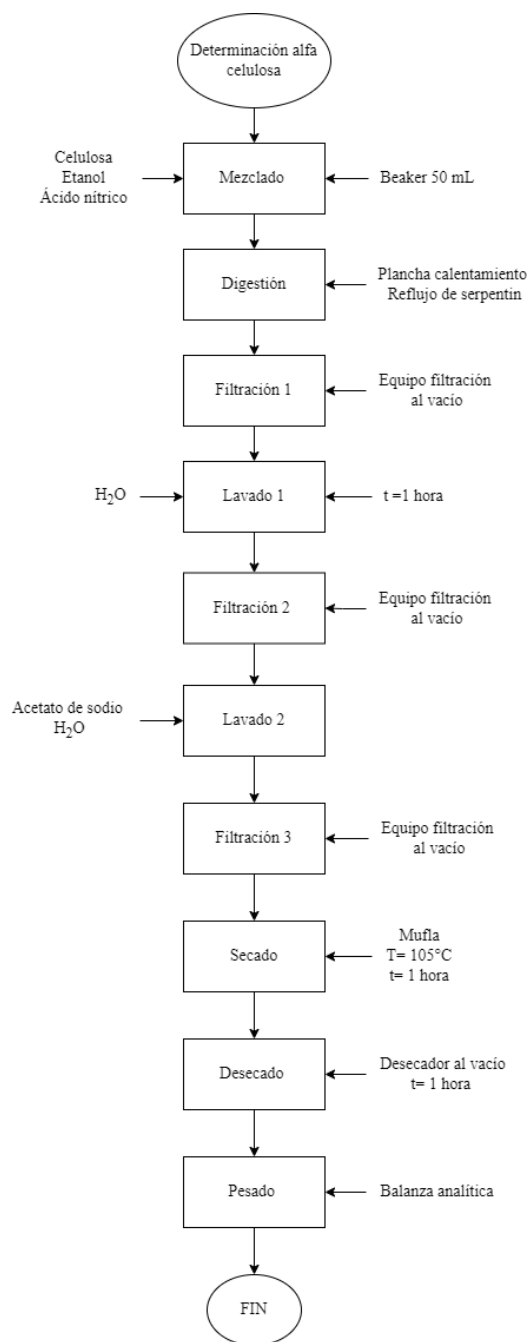 Determinación alfa
celulosa
Celulosa
Etanol
Ácido nítrico
Mezclado
Beaker 50 mL
Digestión
Plancha calentamiento
Reflujo de serpentin
Filtración 1
Equipo filtración
al vacío
H₂O
Lavado 1
t =1 hora
Filtración 2
Equipo filtración
al vacío
Acetato de sodio
H₂O
Lavado 2
Filtración 3
Equipo filtración
al vacío
Secado
Mufla
T= 105°C
t= 1 hora
Desecado
Desecador al vacío
t= 1 hora
Pesado
Balanza analítica
FIN